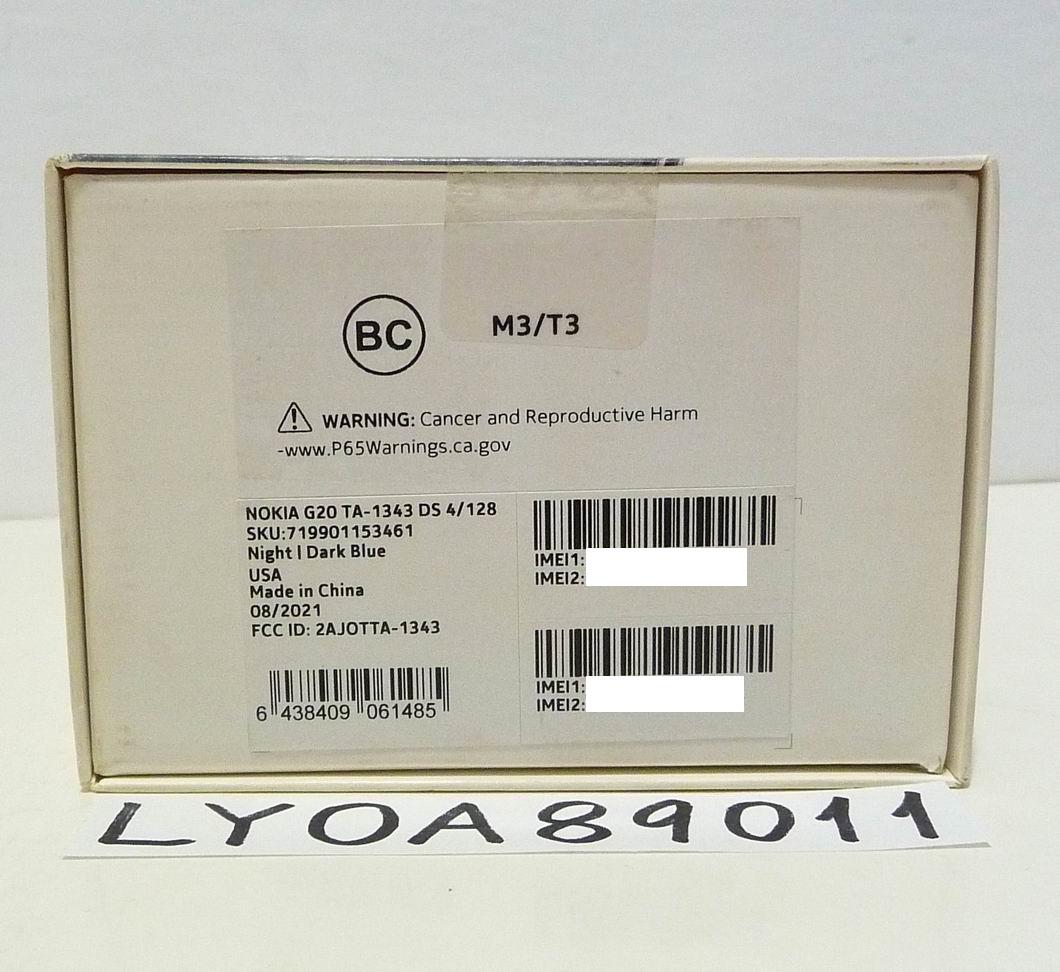 BC
M3/T3
WARNING: Cancer and Reproductive Harm
-www.P65Warnings.ca.gov
NOKIA G20 TA-1343 DS 4/128
SKU:719901153461
Night | Dark Blue
USA
Made in China
08/2021
FCC ID: 2AJOTTA-1343
6 438409 061485
IMEI1:
IMEI2:
IMEI1:
IMEI2:
LYOA89011